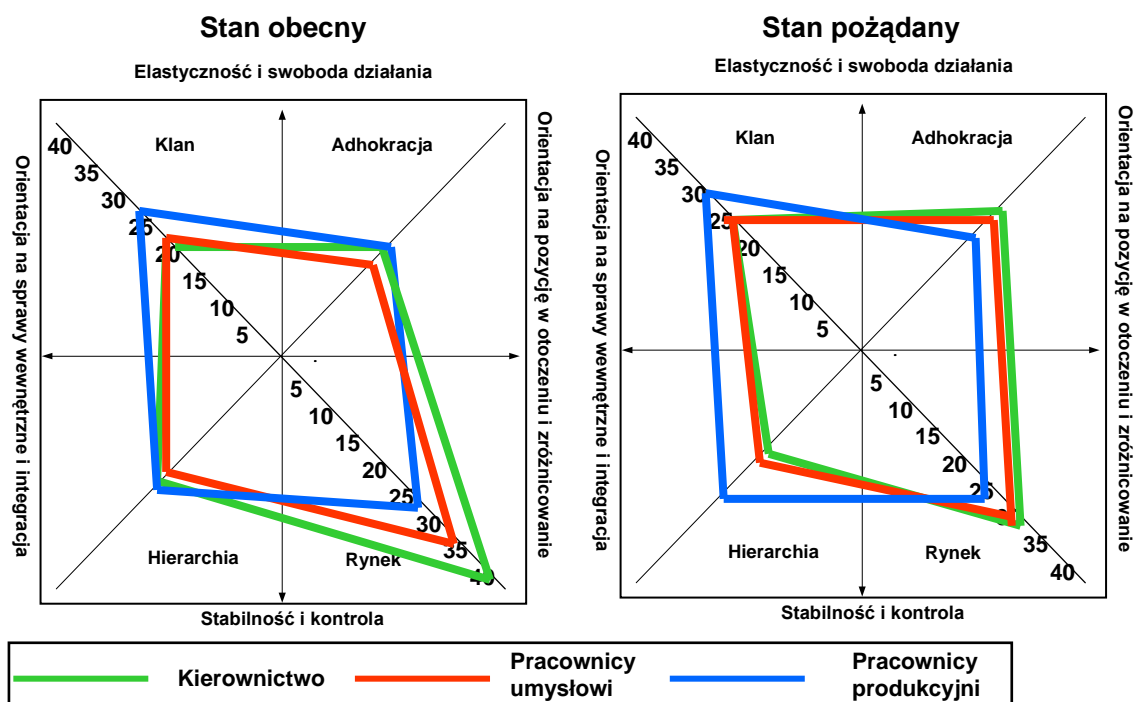 Stan obecny
Elastyczność i swoboda działania
Orientacja na sprawy wewnętrzne i integracja
Klan
Adhokracja
40
35
30
25
20
15
10
5
5
10
15
20
25
30
35
40
Hierarchia
Rynek
Orientacja na pozycję w otoczeniu i zróżnicowanie
Stabilność i kontrola
Stan pożądany
Elastyczność i swoboda działania
Orientacja na sprawy wewnętrzne i integracja
Klan
Adhokracja
40
35
30
25
20
15
10
5
5
10
15
20
25
30
35
40
Hierarchia
Rynek
Orientacja na pozycję w otoczeniu i zróżnicowanie
Stabilność i kontrola
Kierownictwo
Pracownicy
umysłowi
Pracownicy
produkcyjni